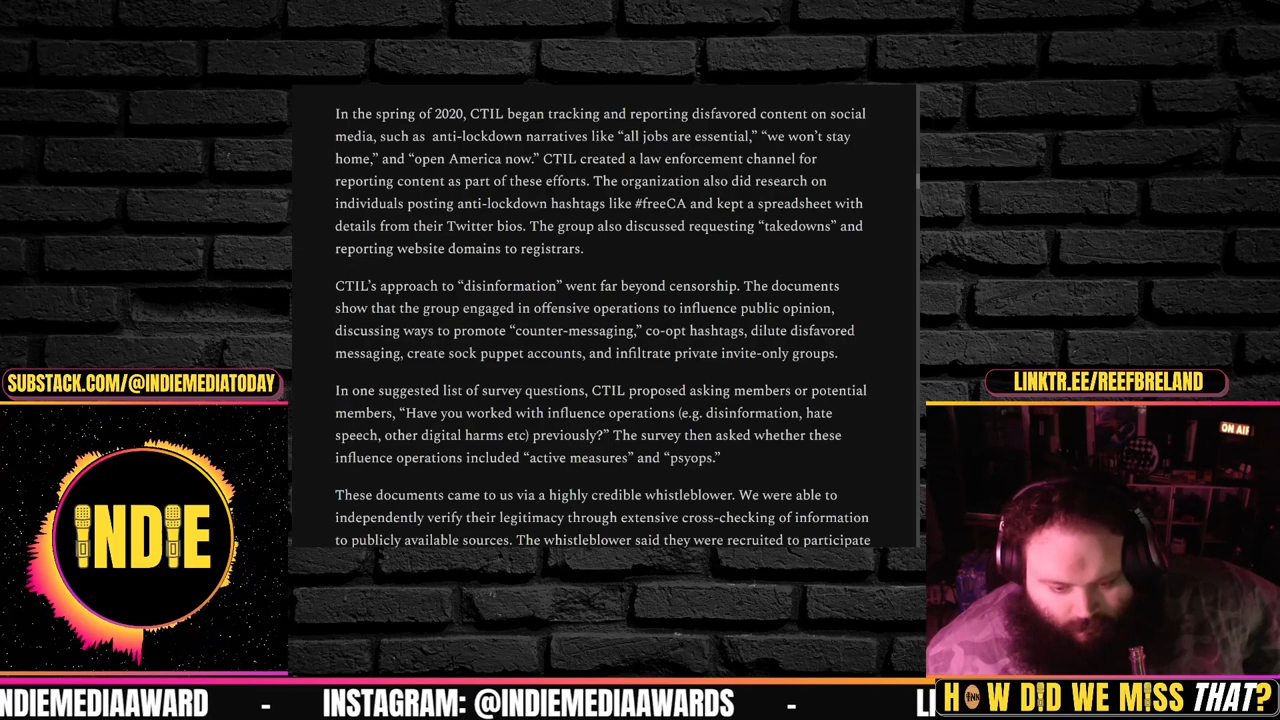 In the spring of 2020, CTIL began tracking and reporting disfavored content on social
media, such as anti-lockdown narratives like “all jobs are essential,” “we won’t stay
home,” and “open America now.” CTIL created a law enforcement channel for
reporting content as part of these efforts. The organization also did research on
individuals posting anti-lockdown hashtags like #freeCA and kept a spreadsheet with
details from their Twitter bios. The group also discussed requesting “takedowns” and
reporting website domains to registrars.
CTIL’s approach to “disinformation” went far beyond censorship. The documents
show that the group engaged in offensive operations to influence public opinion,
discussing ways to promote “counter-messaging,” co-opt hashtags, dilute disfavored
messaging, create sock puppet accounts, and infiltrate private invite-only groups.
In one suggested list of survey questions, CTIL proposed asking members or potential
members, “Have you worked with influence operations (e.g. disinformation, hate
speech, other digital harms etc) previously?” The survey then asked whether these
influence operations included “active measures” and “psyops.”
These documents came to us via a highly credible whistleblower. We were able to
independently verify their legitimacy through extensive cross-checking of information
to publicly available sources. The whistleblower said they were recruited to participate
SUBSTACK.COM/@INDIEMEDIATODAY
INDIE
LINKTR.EE/REEFBRELAND
ON AIR
NDIEMEDIAAWARD - INSTAGRAM: @INDIEMEDIAAWARDS - LI
HOW DID WE MISS THAT?